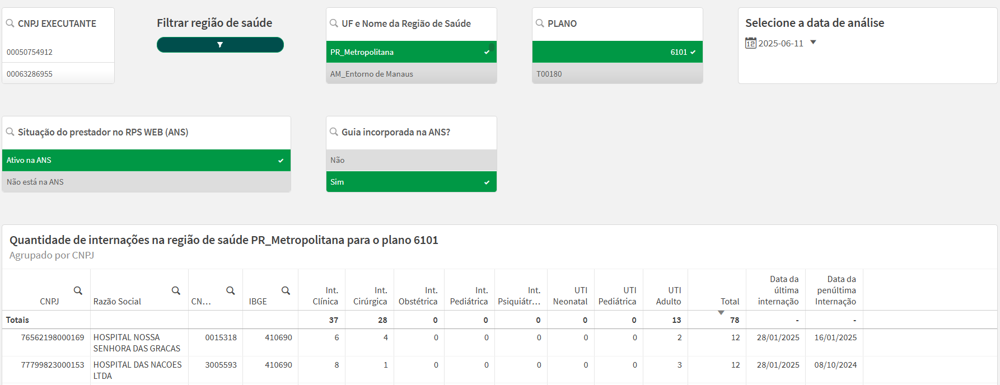 CNPJ EXECUTANTE
00050754912
00063286955
Filtrar região de saúde
UF e Nome da Região de Saúde
PR_Metropolitana
AM_Entorno de Manaus
PLANO
6101
T00180
Selecione a data de análise
12 2025-06-11
Situação do prestador no RPS WEB (ANS)
Ativo na ANS
Não está na ANS
Guia incorporada na ANS?
Não
Sim
Quantidade de internações na região de saúde PR_Metropolitana para o plano 6101
Agrupado por CNPJ
CNPJ
Razão Social
CN...
IBGE
Int.
Clínica
Int.
Cirúrgica
Int.
Obstétrica
Int.
Pediátrica
Int.
Psiquiátr...
UTI
Neonatal
UTI
Pediátrica
UTI
Adulto
Total
Data da
última
internação
Data da
penúltima
Internação
Totais 37 28 0 0 0 0 0 13 78 - -
76562198000169 HOSPITAL NOSSA
SENHORA DAS GRACAS
0015318 410690 6 4 0 0 0 0 0 2 12 28/01/2025 16/01/2025
77799823000153 HOSPITAL DAS NACOES
LTDA
3005593 410690 8 1 0 0 0 0 0 3 12 28/01/2025 08/10/2024